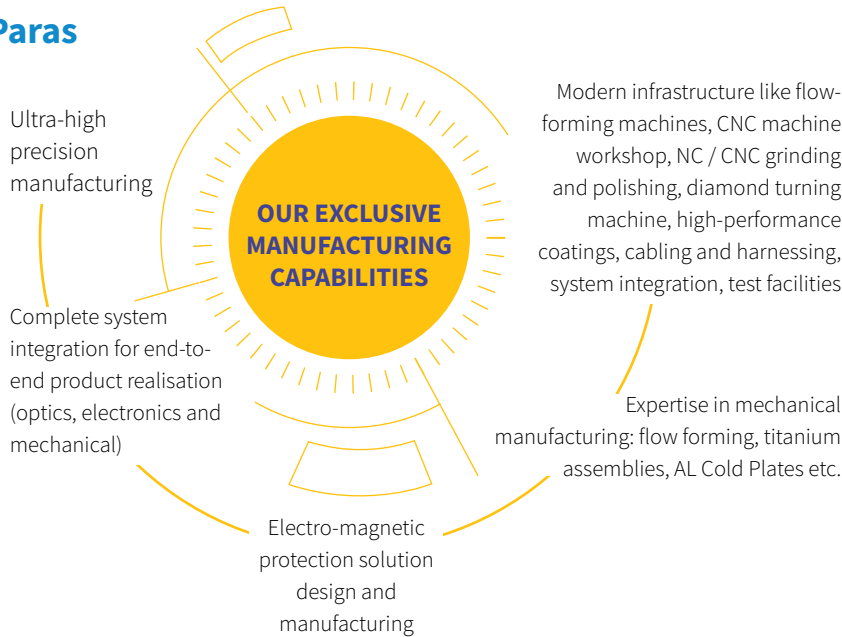 Paras
Ultra-high
precision
manufacturing
Complete system
integration for end-to-
end product realisation
(optics, electronics and
mechanical)
OUR EXCLUSIVE
MANUFACTURING
CAPABILITIES
Modern infrastructure like flow-
forming machines, CNC machine
workshop, NC / CNC grinding
and polishing, diamond turning
machine, high-performance
coatings, cabling and harnessing,
system integration, test facilities
Expertise in mechanical
manufacturing: flow forming, titanium
assemblies, AL Cold Plates etc.
Electro-magnetic
protection solution
design and
manufacturing